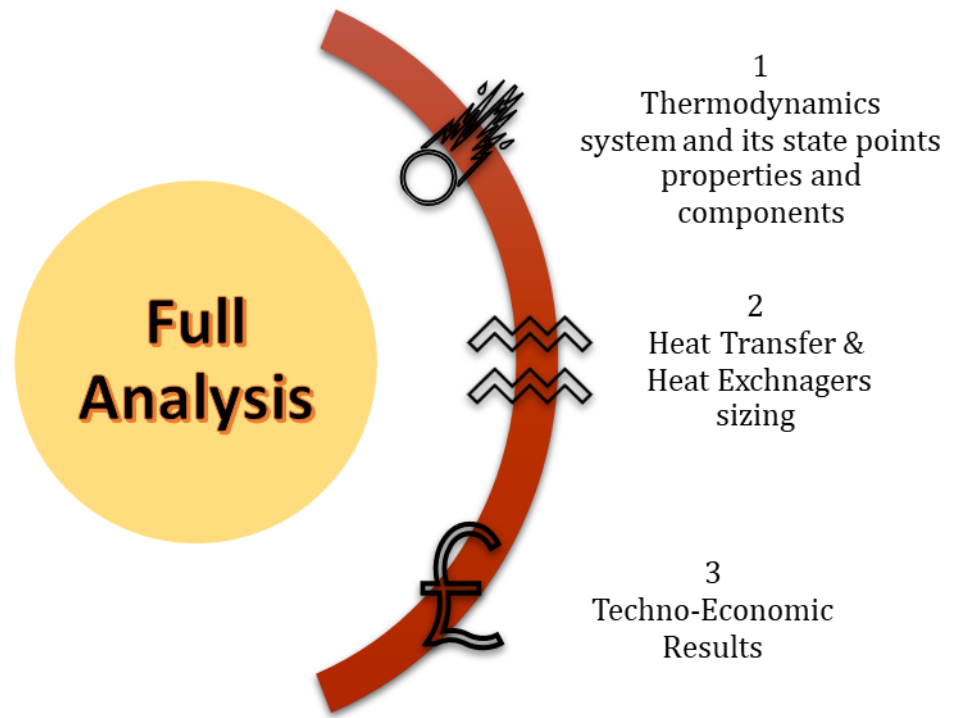 Full
Analysis
1
Thermodynamics
system and its state points
properties and
components
2
Heat Transfer &
Heat Exchnagers
sizing
£
3
Techno-Economic
Results